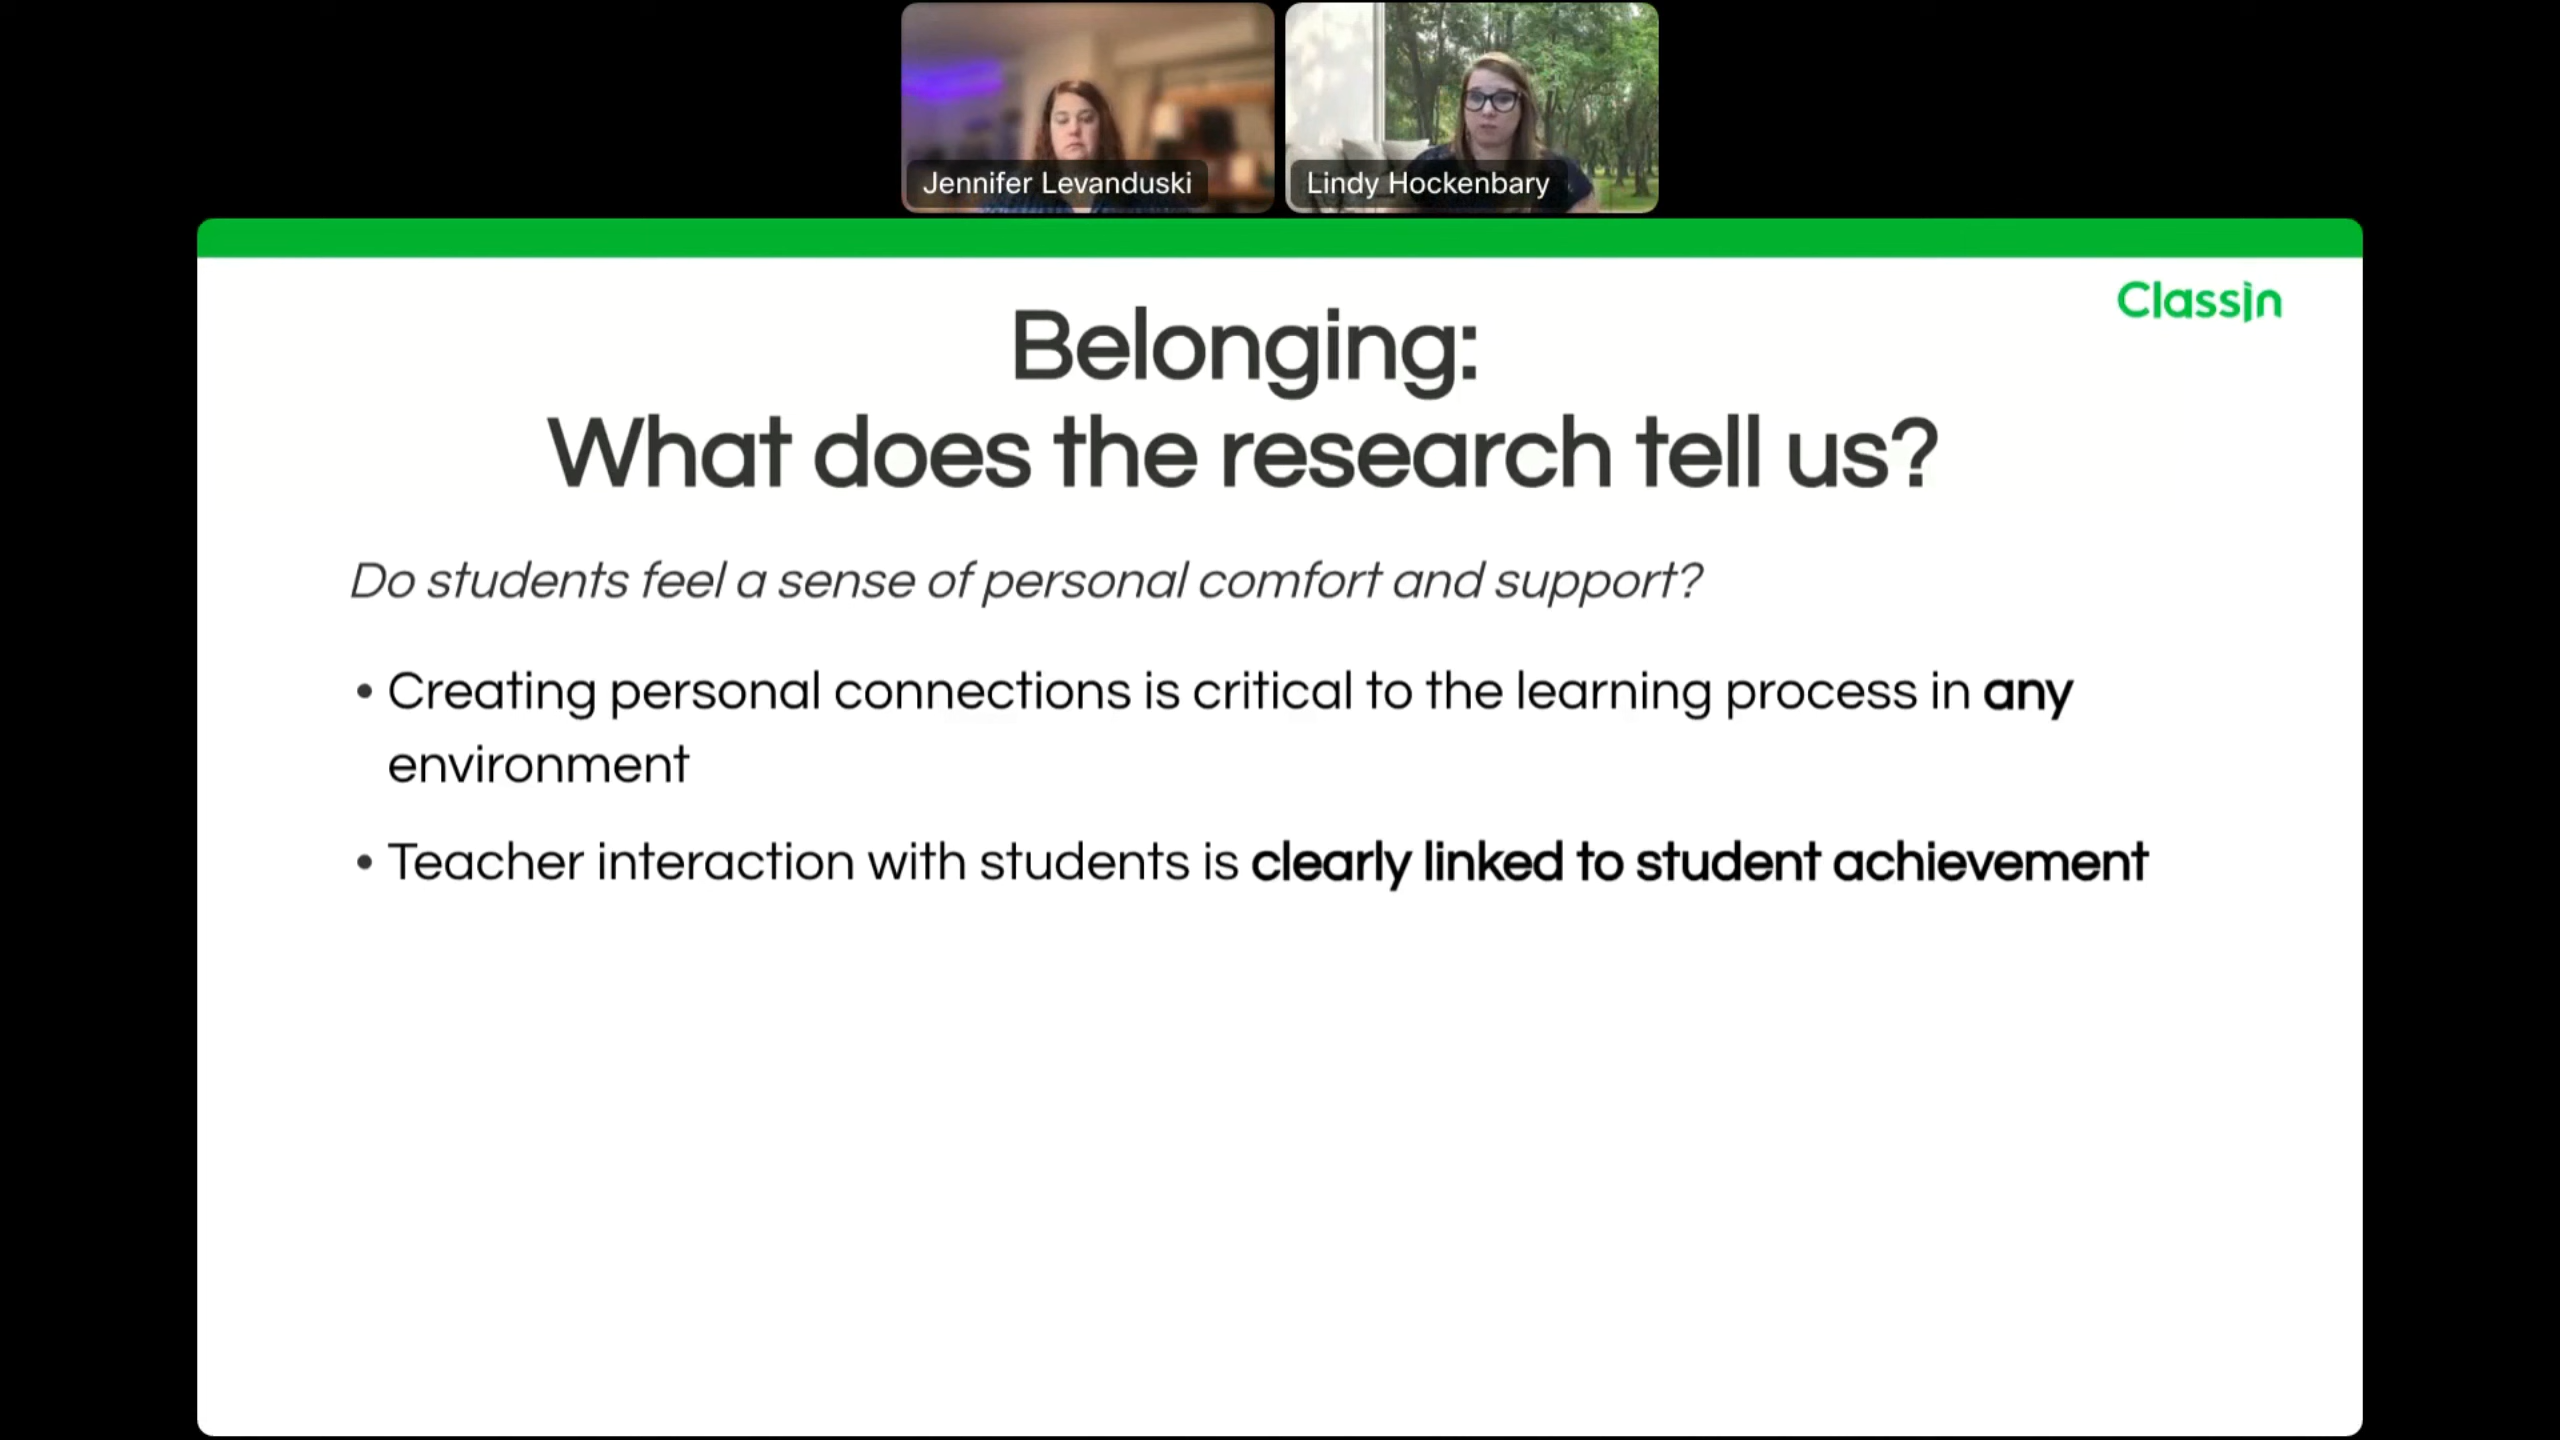 Jennifer Levanduski
Lindy Hockenbary
ClassIn
Belonging:
What does the research tell us?
Do students feel a sense of personal comfort and support?
• Creating personal connections is critical to the learning process in any
environment
• Teacher interaction with students is clearly linked to student achievement